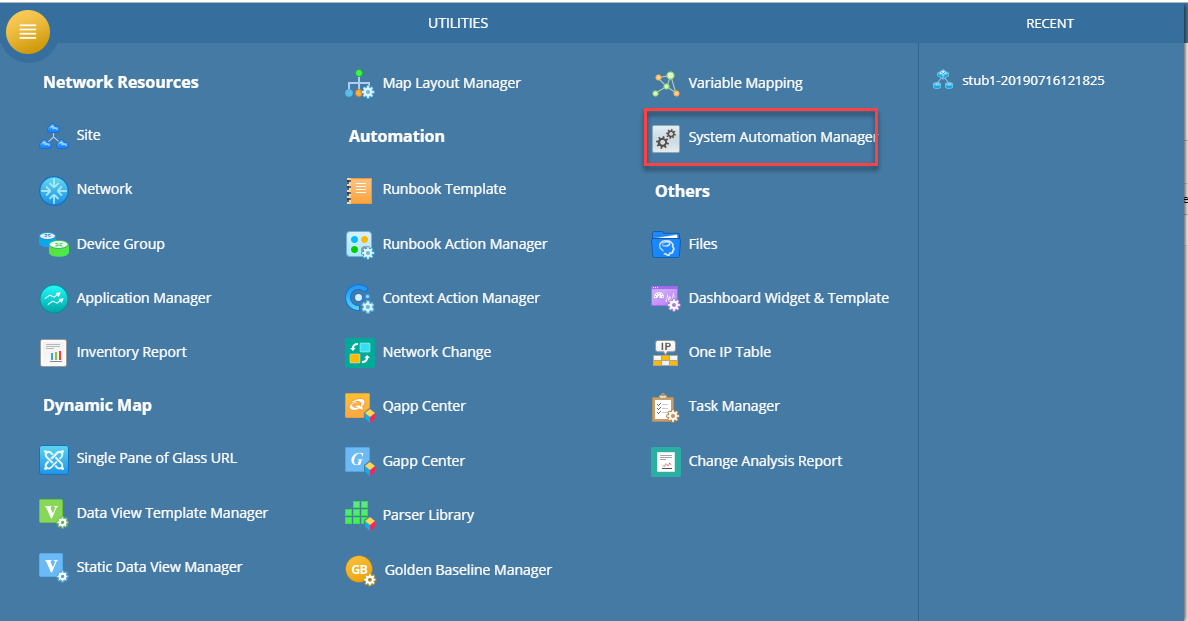 UTILITIES
RECENT
Network Resources
Site
Network
Device Group
Application Manager
Inventory Report
Dynamic Map
Single Pane of Glass URL
V
Data View Template Manager
V
Static Data View Manager
Map Layout Manager
Automation
Runbook Template
Runbook Action Manager
Context Action Manager
Network Change
Q
Qapp Center
G
Gapp Center
Parser Library
GB
Golden Baseline Manager
Variable Mapping
System Automation Manager
Others
Files
Dashboard Widget & Template
IP
One IP Table
Task Manager
Change Analysis Report
stub1-20190716121825